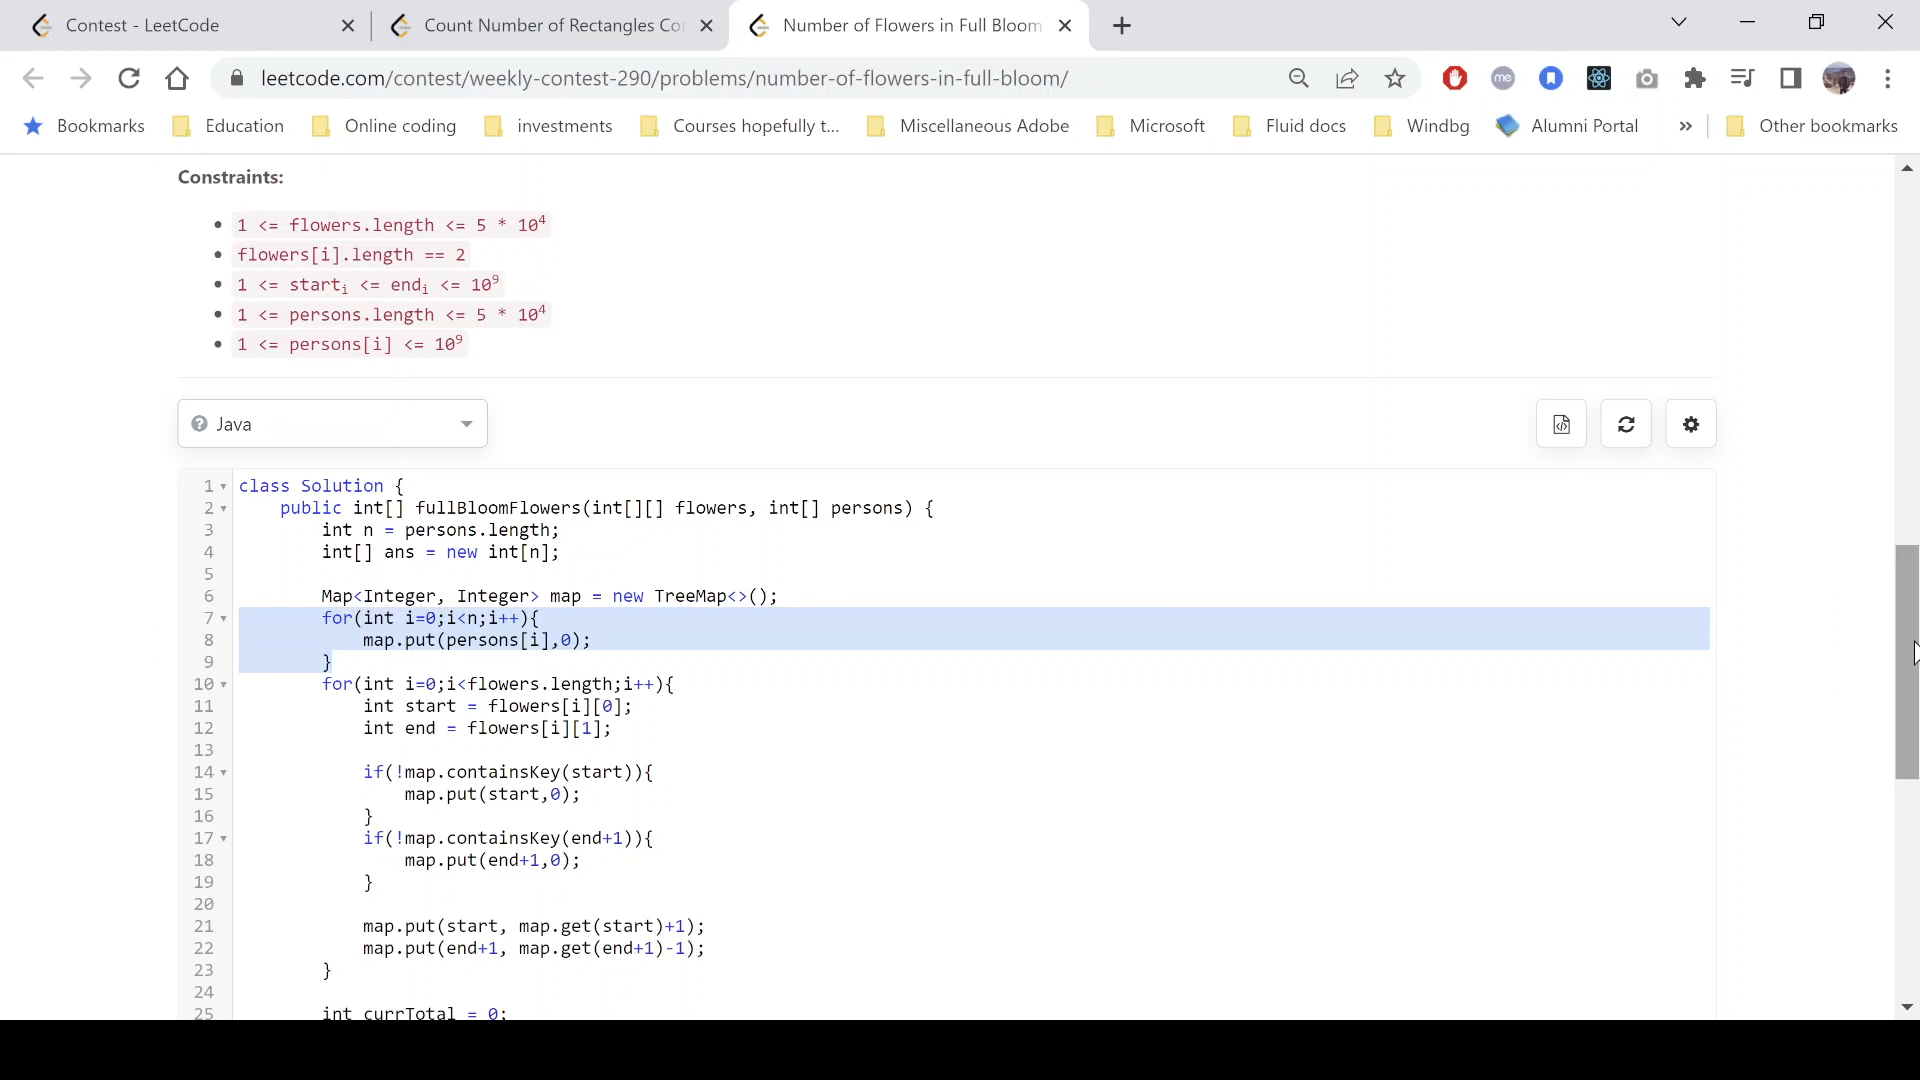 Contest - LeetCode
Count Number of Rectangles Co
Number of Flowers in Full Bloom
leetcode.com/contest/weekly-contest-290/problems/number-of-flowers-in-full-bloom/
me
Bookmarks
Education
Online coding
investments
Courses hopefully t...
Miscellaneous Adobe
Microsoft
Fluid docs
Windbg
Alumni Portal
»
Other bookmarks
Constraints:
1 <= flowers.length <= 5 * 10⁴
flowers[i].length == 2
1 <= startᵢ <= endᵢ <= 10⁹
1 <= persons.length <= 5 * 10⁴
1 <= persons[i] <= 10⁹
Java
1 class Solution {
2 public int[] fullBloomFlowers(int[][] flowers, int[] persons) {
3 int n = persons.length;
4 int[] ans = new int[n];
5
6 Map<Integer, Integer> map = new TreeMap<>();
7 for(int i=0;i<n;i++){
8 map.put(persons[i],0);
9 }
10 for(int i=0;i<flowers.length;i++){
11 int start = flowers[i][0];
12 int end = flowers[i][1];
13
14 if(!map.containsKey(start)){
15 map.put(start,0);
16 }
17 if(!map.containsKey(end+1)){
18 map.put(end+1,0);
19 }
20
21 map.put(start, map.get(start)+1);
22 map.put(end+1, map.get(end+1)-1);
23 }
24
25 int currTotal = 0;